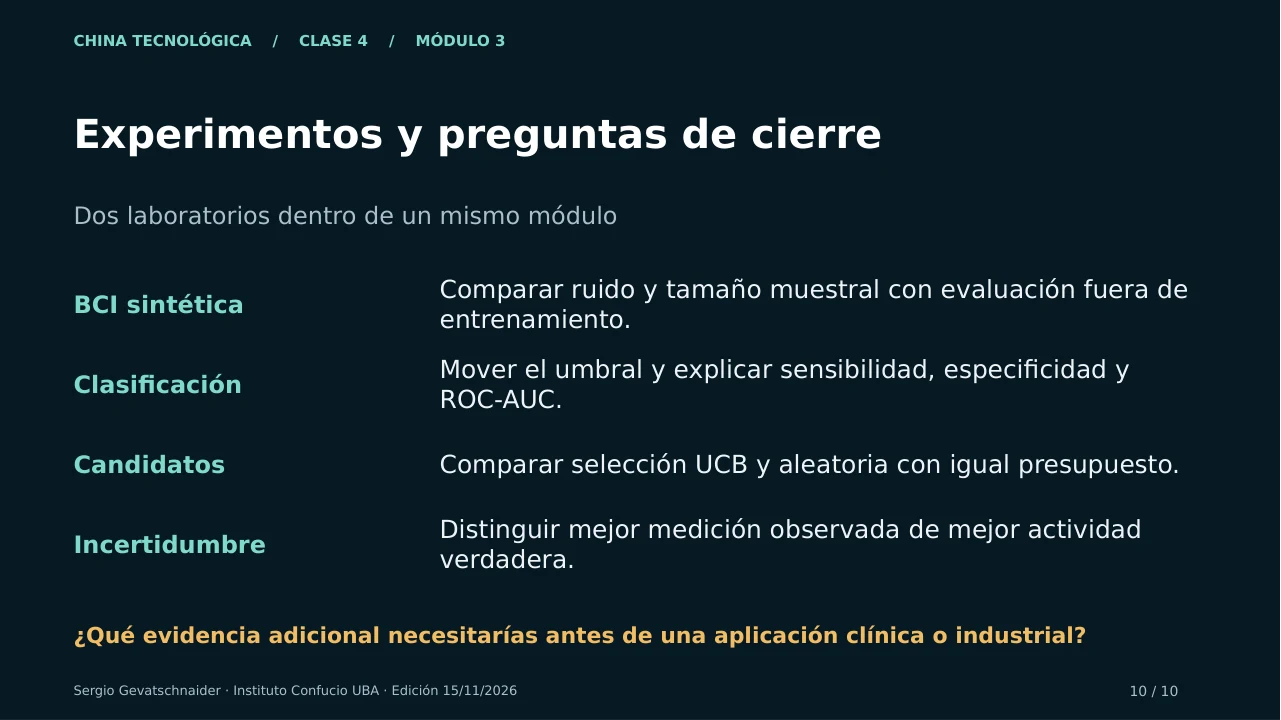 CHINA TECNOLÓGICA / CLASE 4 / MÓDULO 3
Experimentos y preguntas de cierre
Dos laboratorios dentro de un mismo módulo
BCI sintética
Comparar ruido y tamaño muestral con evaluación fuera de
entrenamiento.
Clasificación
Mover el umbral y explicar sensibilidad, especificidad y
ROC-AUC.
Candidatos
Comparar selección UCB y aleatoria con igual presupuesto.
Incertidumbre
Distinguir mejor medición observada de mejor actividad
verdadera.
¿Qué evidencia adicional necesitarías antes de una aplicación clínica o industrial?
Sergio Gevatschnaider · Instituto Confucio UBA · Edición 15/11/2026
10 / 10